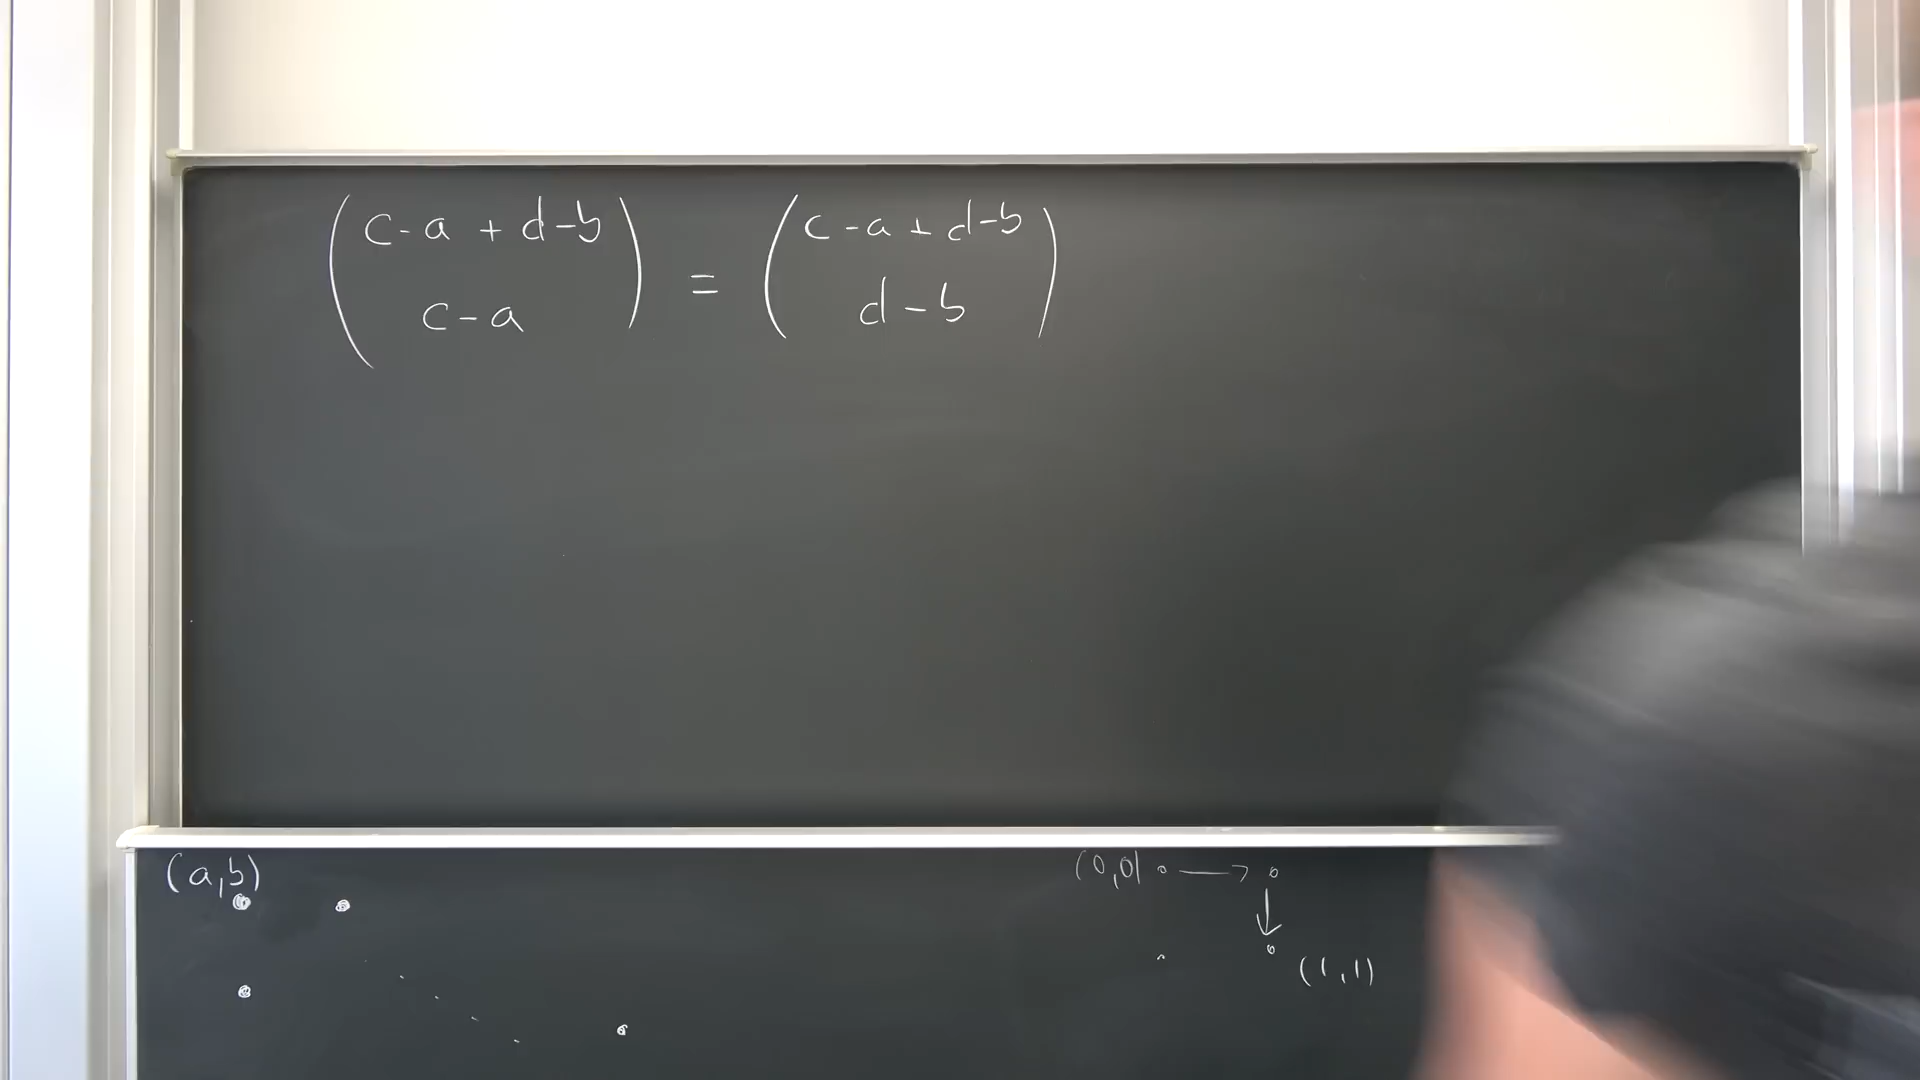 (c-a + d-b
c-a) = (c-a + d-b
d-b)
(a,b)
(0,0) →
↓
(1,1)